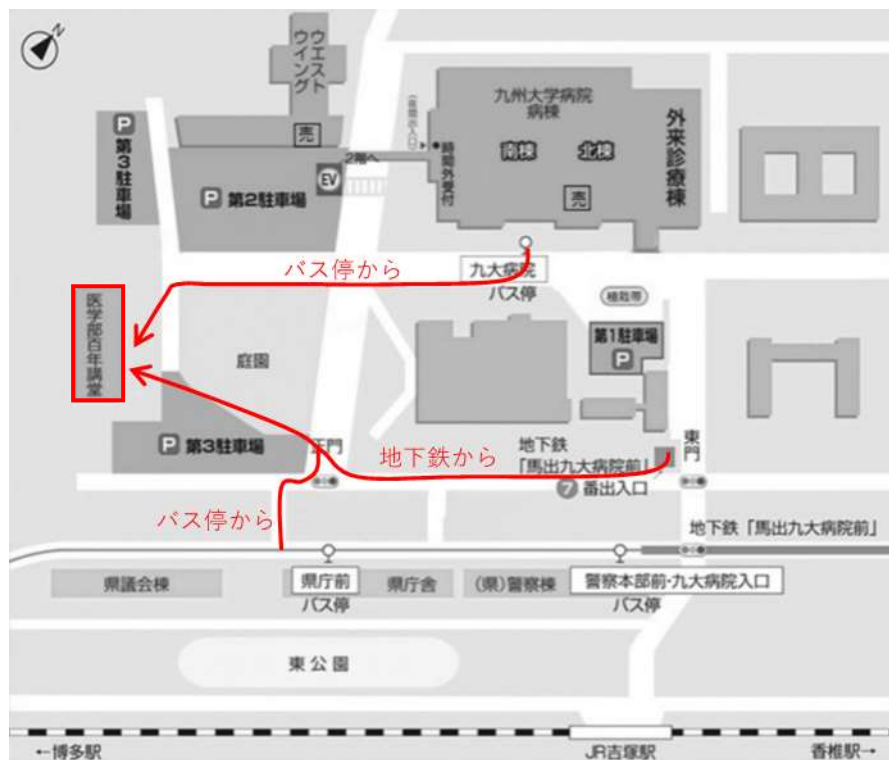 N
ウエスト
ウイング
売
P
第3駐車場
EV
2階へ
P 第2駐車場
時間外受付
九州大学病院
病棟
南棟
北棟
売
外来診療棟
バス停から
九大病院
バス停
植栽帯
第1駐車場
P
医学部百年講堂
庭園
P 第3駐車場
正門
地下鉄から
地下鉄
「馬出九大病院前」
7 番出入口
東門
バス停から
地下鉄「馬出九大病院前」
県議会棟
県庁前
バス停
県庁舎
(県)警察棟
警察本部前・九大病院入口
バス停
東公園
←博多駅
JR吉塚駅
香椎駅→